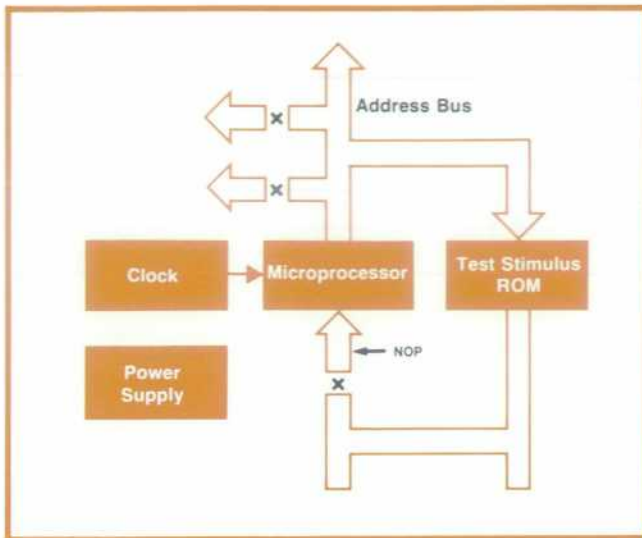 Address Bus
Clock
Microprocessor
Test Stimulus
ROM
NOP
Power
Supply